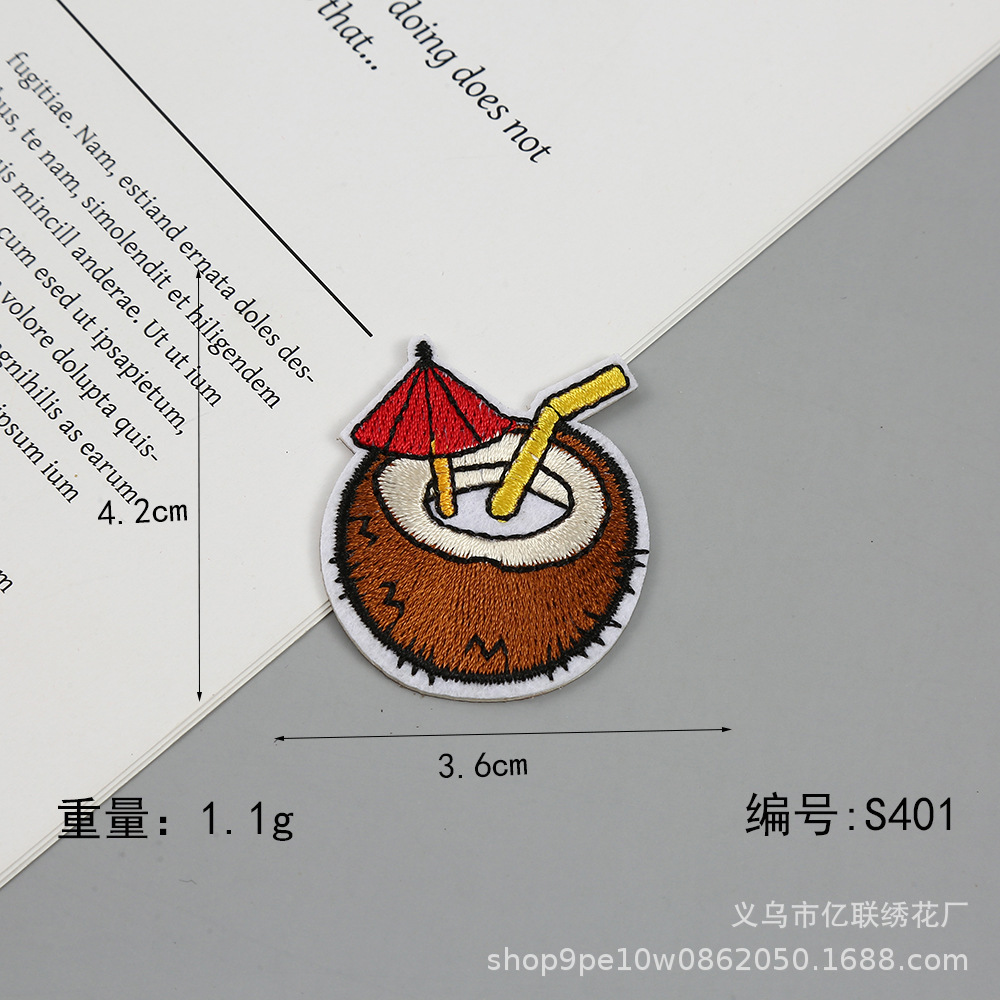 doing does not
that...
fugitiae. Nam, estiand ernata doles des-
bus, te nam, simolendit et hiligendem
is mincill anderae. Ut ut ium
cum esed ut ipsapietum,
volore dolupta quis-
gnihilis as earum
ipsum ium
4.2cm
3.6cm
重量：1.1g
编号:S401
义乌市亿联绣花厂
shop9pe10w0862050.1688.com